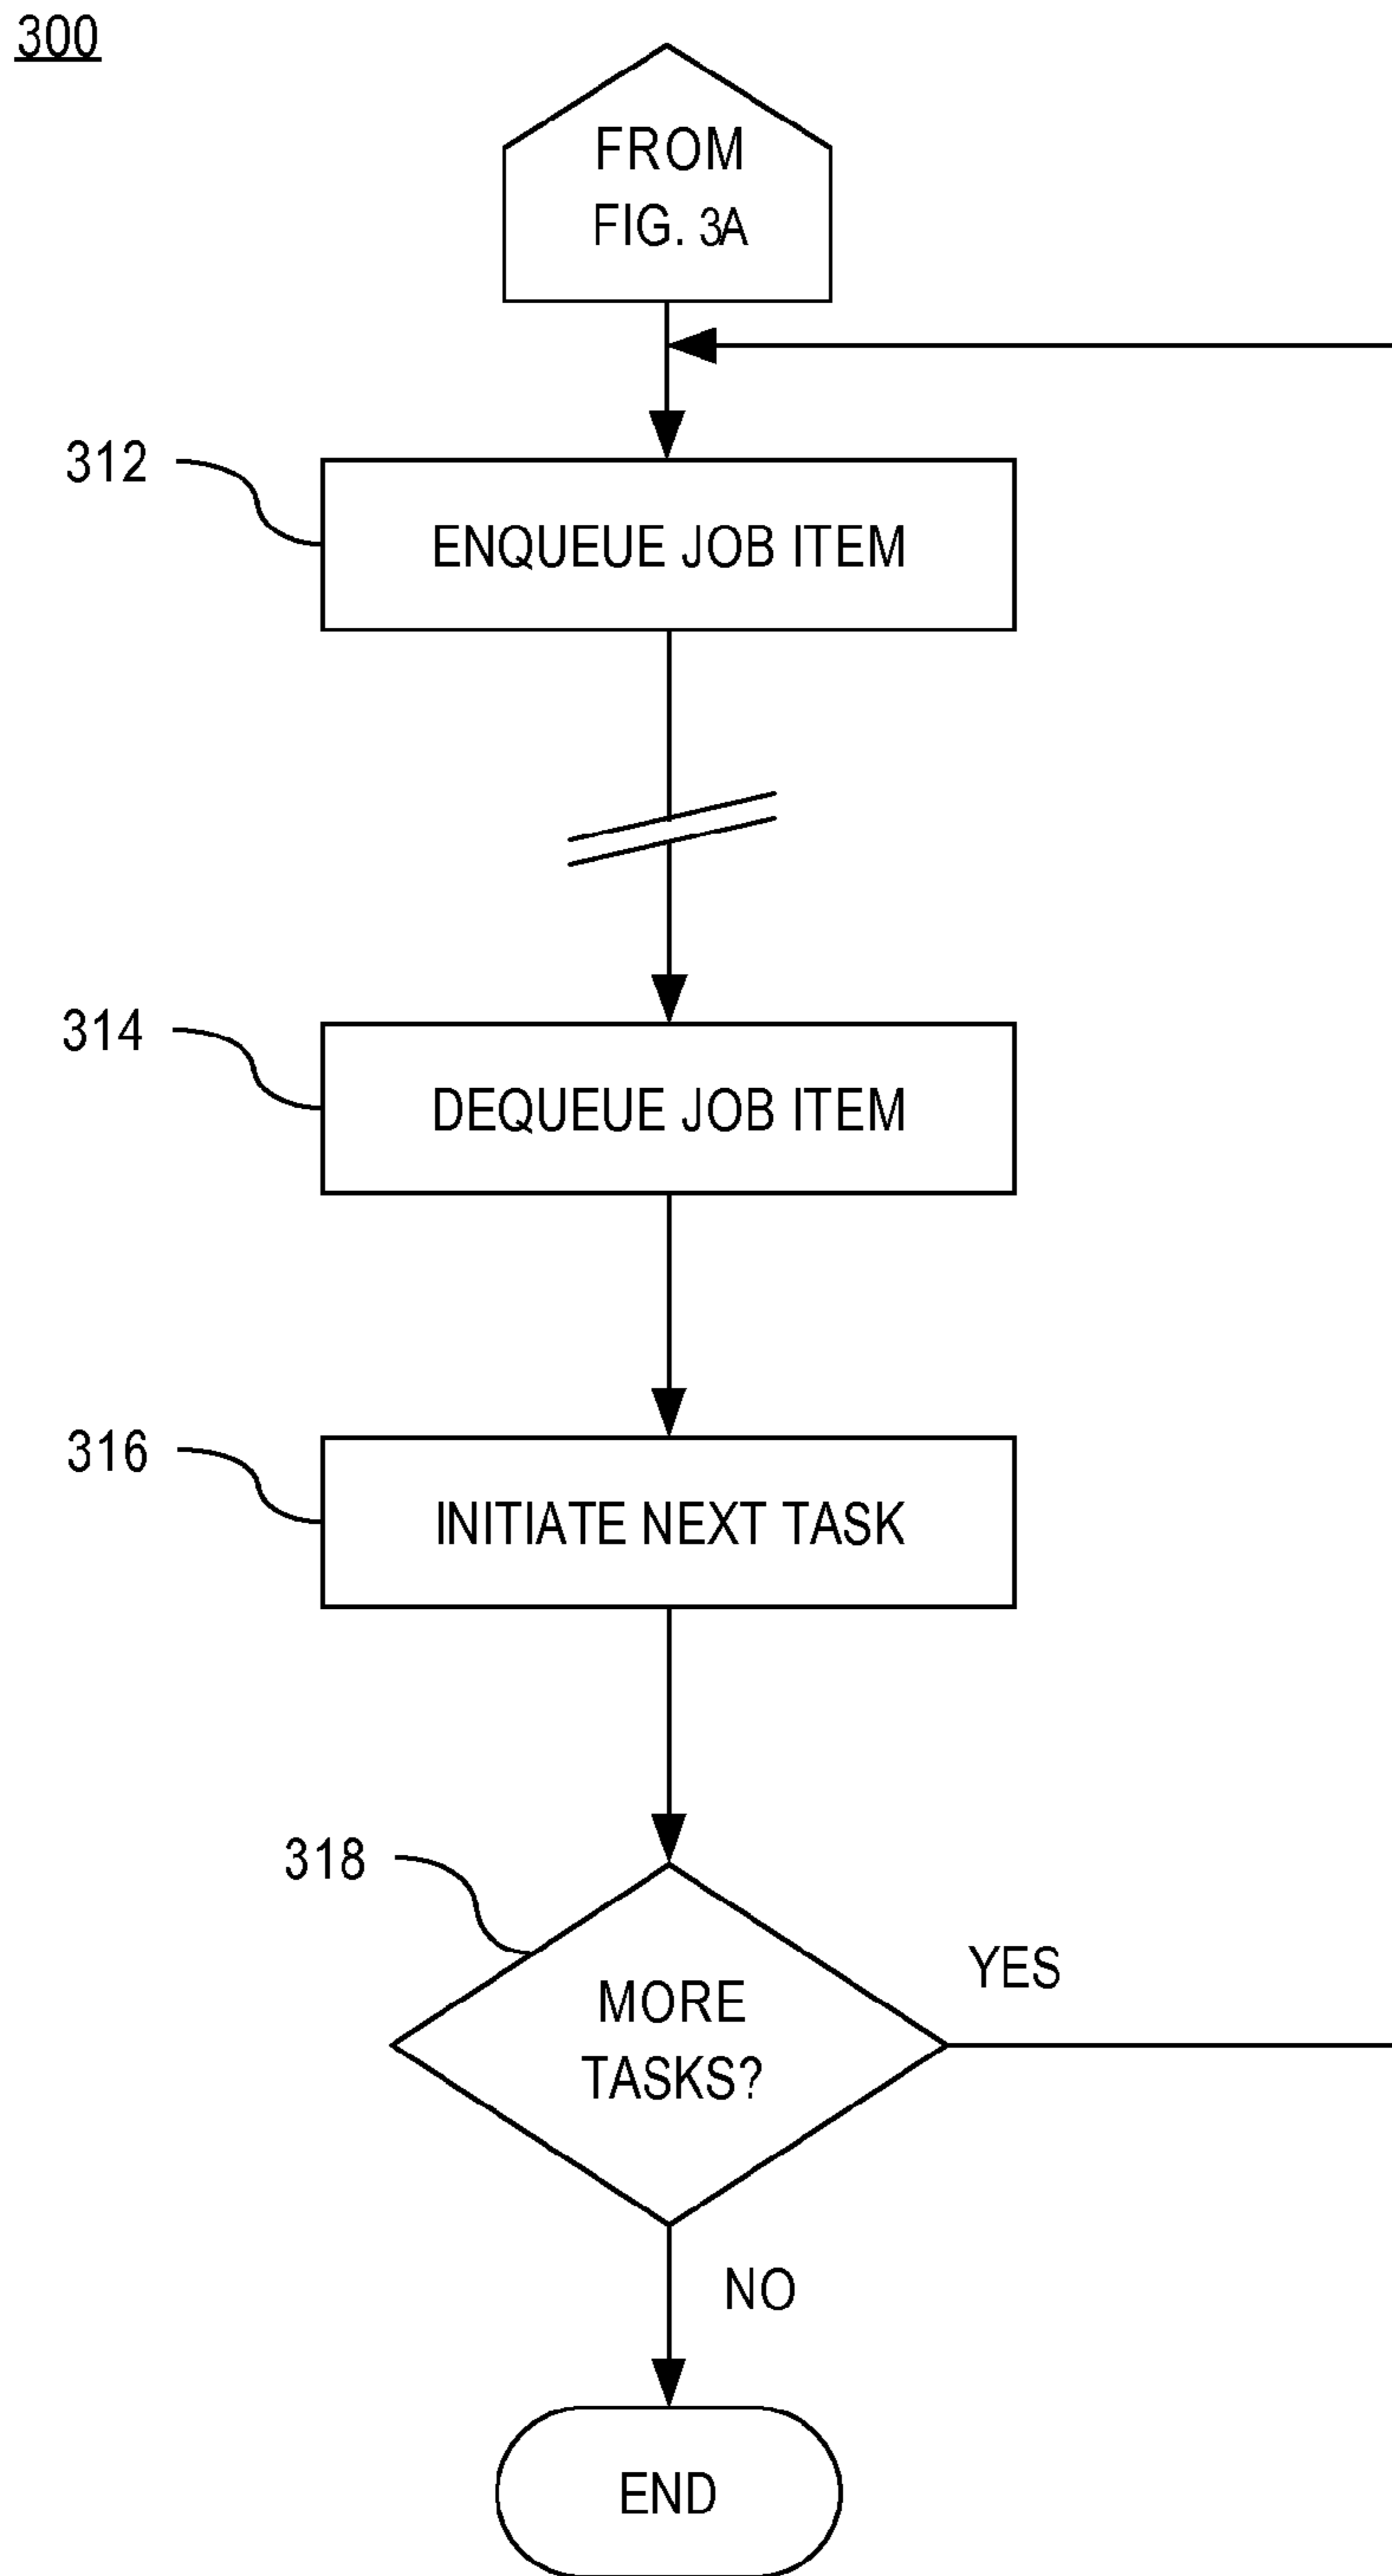 300
FROM
FIG. 3A
312
ENQUEUE JOB ITEM
314
DEQUEUE JOB ITEM
316
INITIATE NEXT TASK
318
MORE
TASKS?
YES
NO
END